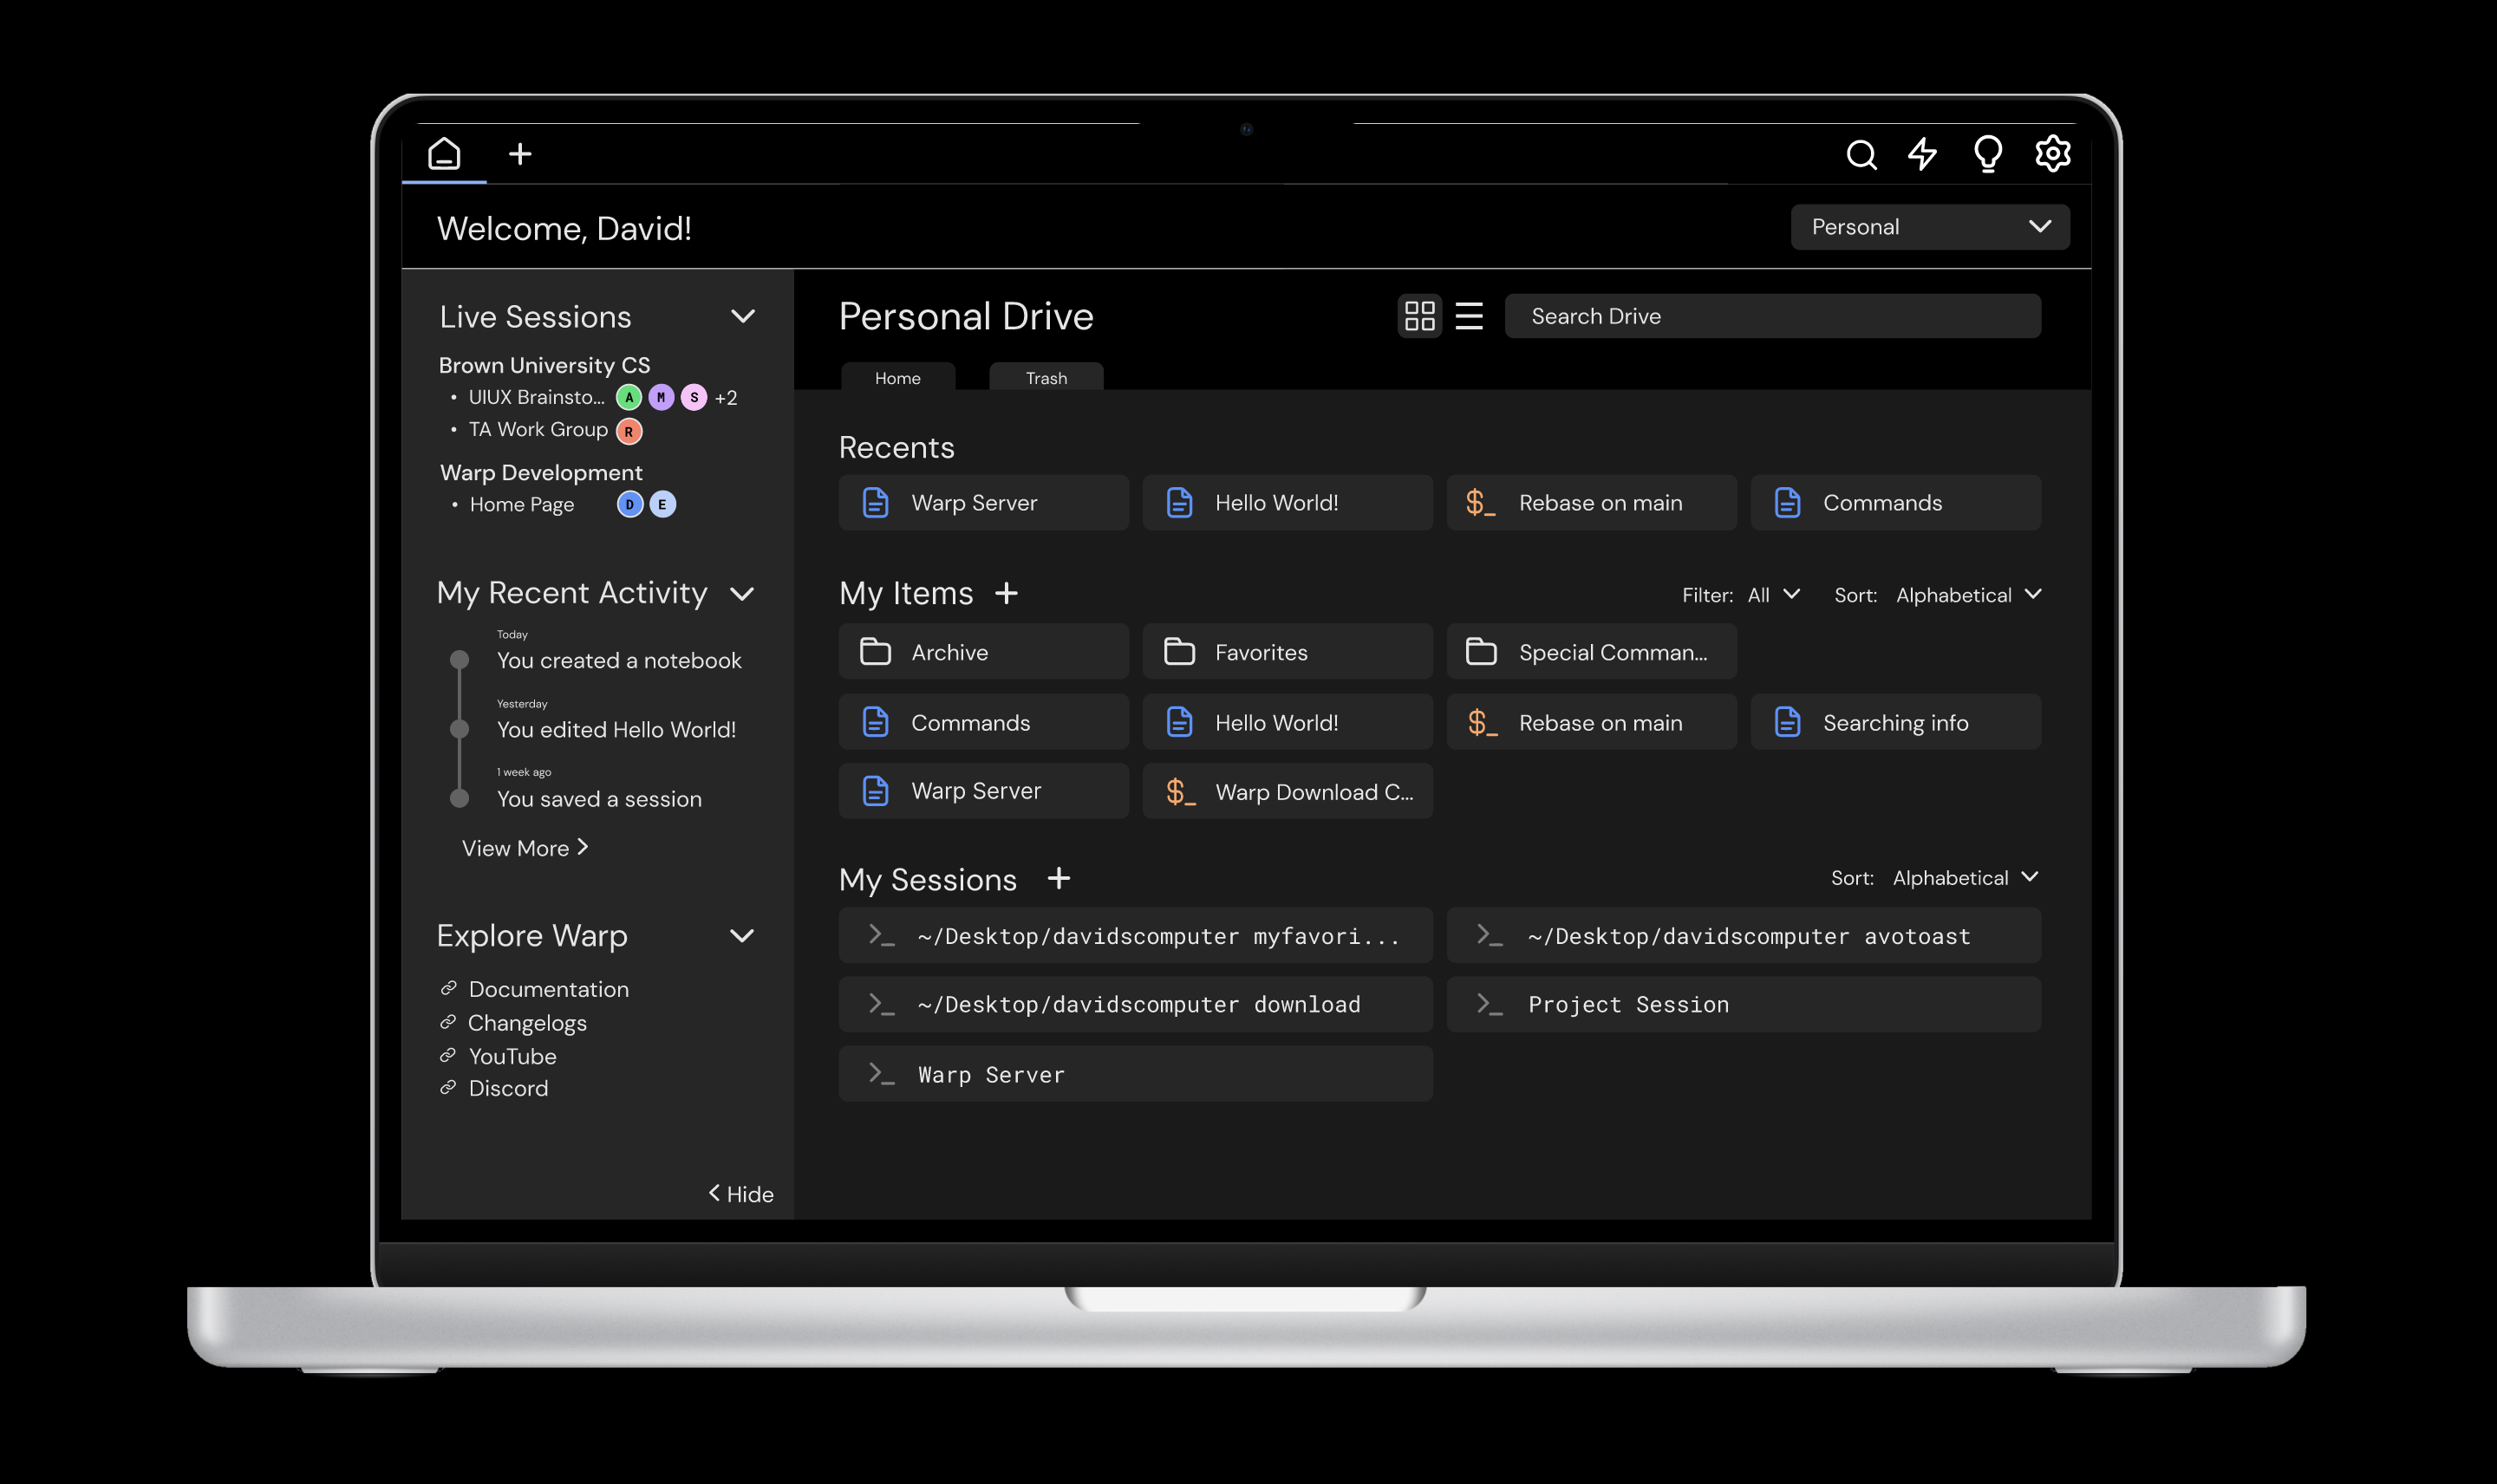 Welcome, David!
Personal
Live Sessions
Brown University CS
• UIUX Brainsto... A M S +2
• TA Work Group R
Warp Development
• Home Page D E
My Recent Activity
Today
You created a notebook
Yesterday
You edited Hello World!
1 week ago
You saved a session
View More >
Explore Warp
Documentation
Changelogs
YouTube
Discord
< Hide
Personal Drive
Search Drive
Home Trash
Recents
Warp Server Hello World! $_ Rebase on main Commands
My Items + Filter: All Sort: Alphabetical
Archive Favorites Special Comman...
Commands Hello World! $_ Rebase on main Searching info
Warp Server $_ Warp Download C...
My Sessions + Sort: Alphabetical
>_ ~/Desktop/davidscomputer myfavori... >_ ~/Desktop/davidscomputer avotoast
>_ ~/Desktop/davidscomputer download >_ Project Session
>_ Warp Server